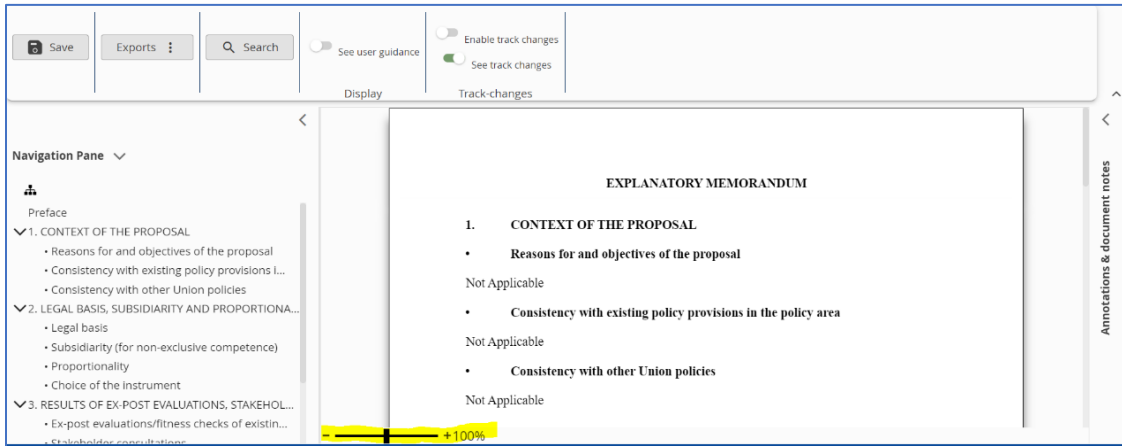 Save
Exports
Search
See user guidance
Display
Enable track changes
See track changes
Track-changes
Navigation Pane
Preface
1. CONTEXT OF THE PROPOSAL
• Reasons for and objectives of the proposal
• Consistency with existing policy provisions i...
• Consistency with other Union policies
2. LEGAL BASIS, SUBSIDIARITY AND PROPORTIONA...
• Legal basis
• Subsidiarity (for non-exclusive competence)
• Proportionality
• Choice of the instrument
3. RESULTS OF EX-POST EVALUATIONS, STAKEHOL...
• Ex-post evaluations/fitness checks of existin...
• Stakeholder consultations
EXPLANATORY MEMORANDUM
1. CONTEXT OF THE PROPOSAL
• Reasons for and objectives of the proposal
Not Applicable
• Consistency with existing policy provisions in the policy area
Not Applicable
• Consistency with other Union policies
Not Applicable
− +100%
Annotations & document notes